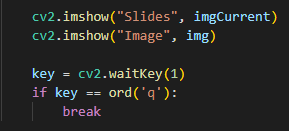 cv2.imshow("Slides", imgCurrent)
cv2.imshow("Image", img)
key = cv2.waitKey(1)
if key == ord('q'):
break